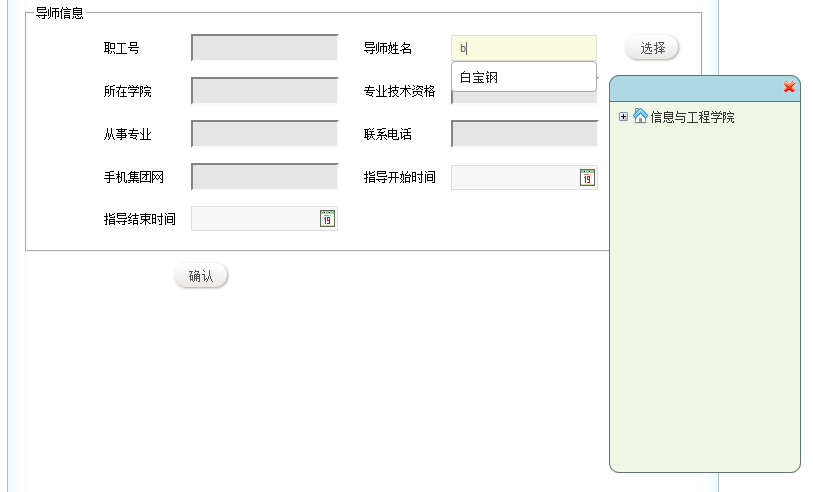 导师信息
职工号
导师姓名 b 选择
白宝钢
所在学院
专业技术资格
信息与工程学院
从事专业
联系电话
手机集团网
指导开始时间 19
指导结束时间 19
确认